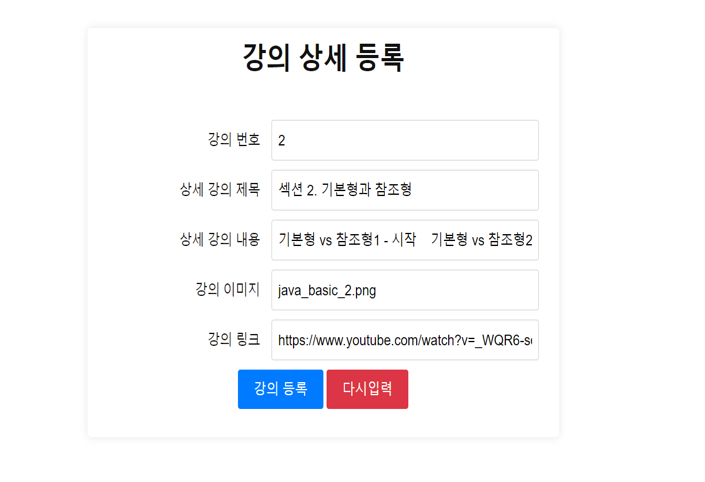 강의 상세 등록
강의 번호 2
상세 강의 제목 섹션 2. 기본형과 참조형
상세 강의 내용 기본형 vs 참조형1 - 시작 기본형 vs 참조형2
강의 이미지 java_basic_2.png
강의 링크 https://www.youtube.com/watch?v=_WQR6-s
강의 등록 다시입력